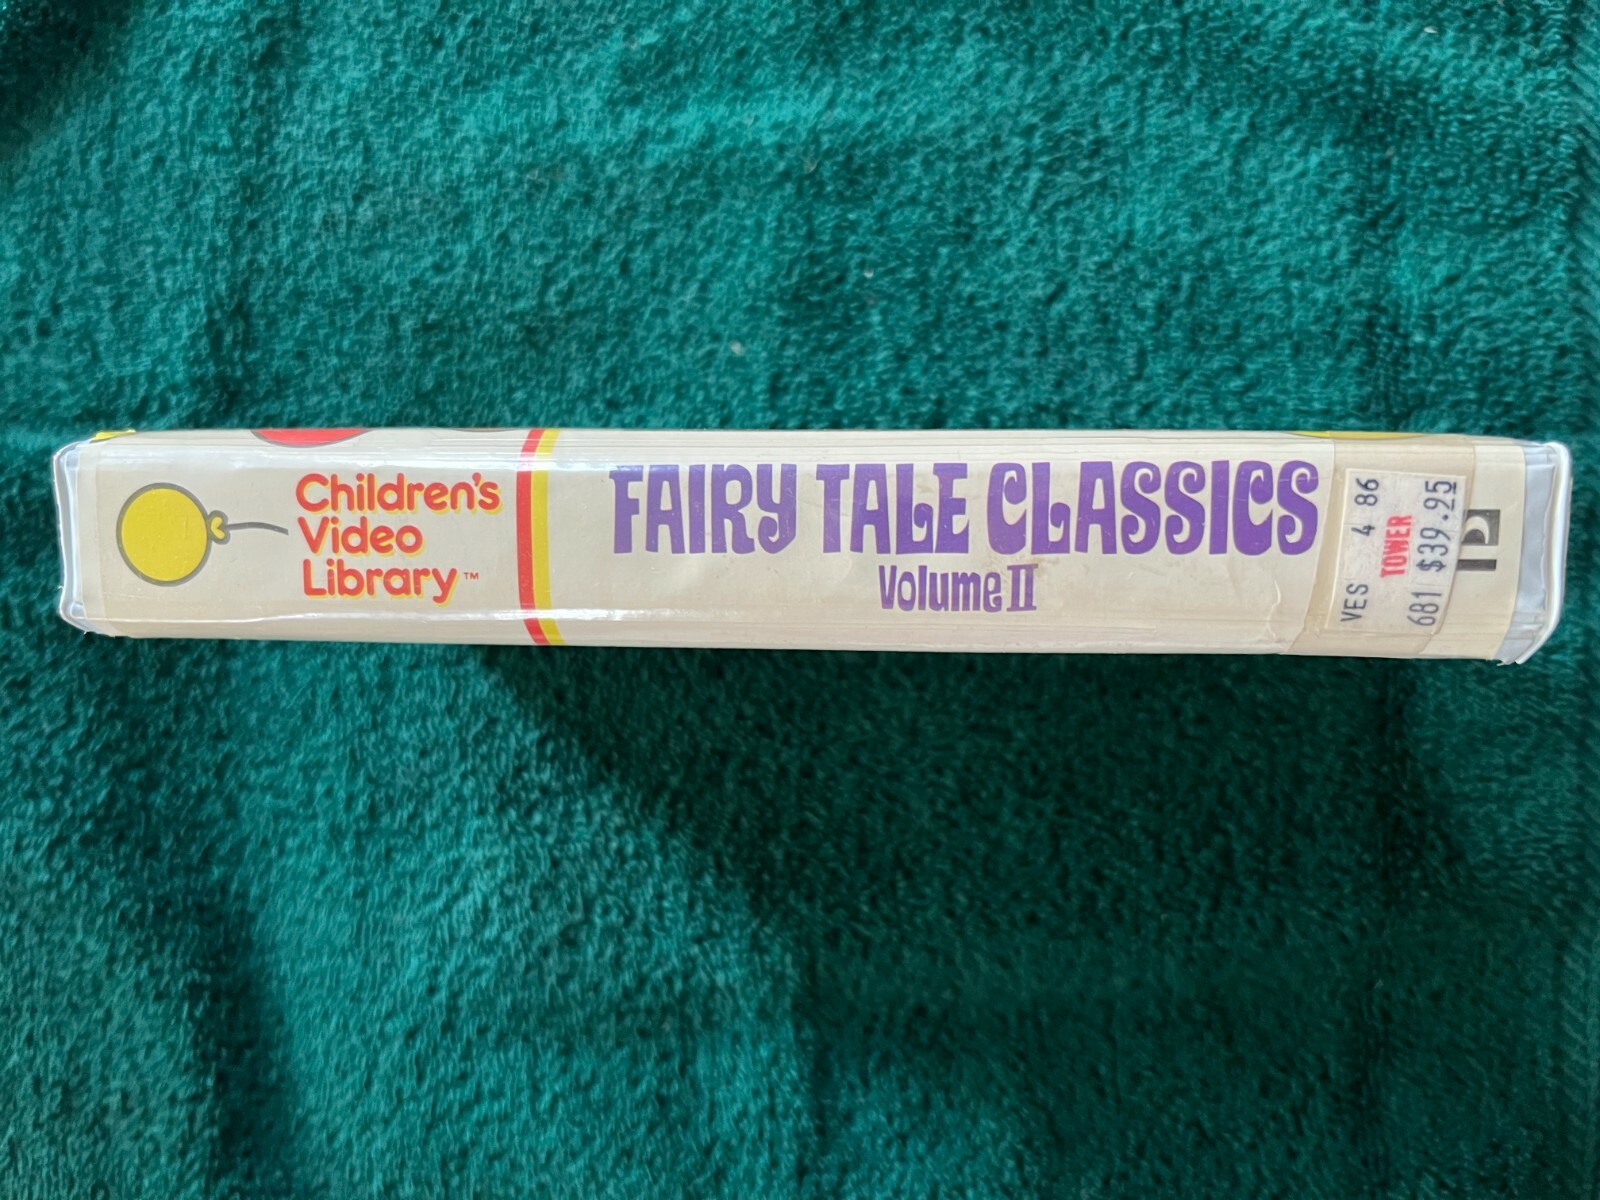 Children's
Video
Library™
FAIRY TALE CLASSICS
Volume II
VES 4 86
TOWER
681 $39.95